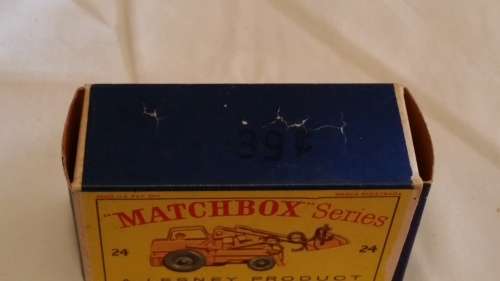 39¢
"MATCHBOX" Series
24 24
A LESNEY PRODUCT